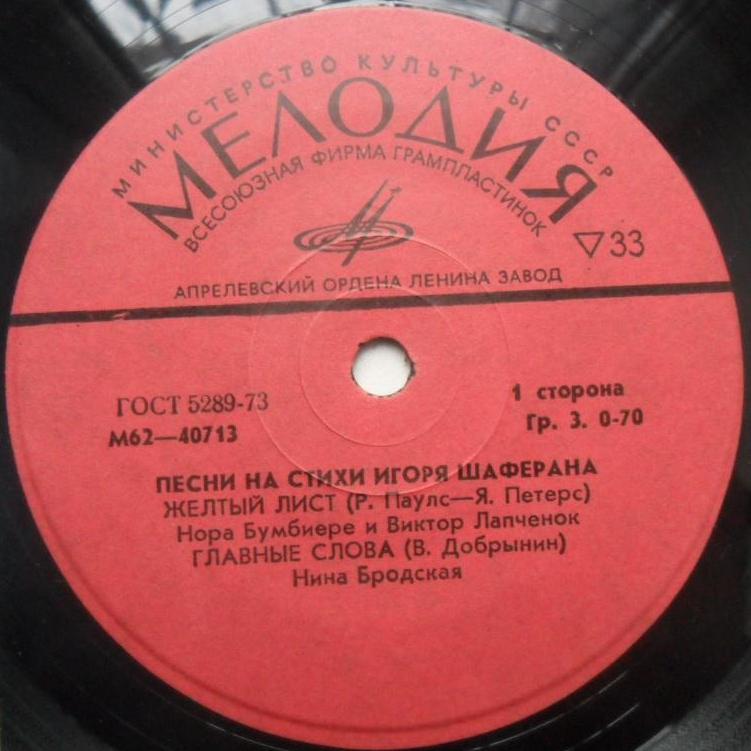 МИНИСТЕРСТВО КУЛЬТУРЫ СССР
МЕЛОДИЯ
ВСЕСОЮЗНАЯ ФИРМА ГРАМПЛАСТИНОК
▽33
АПРЕЛЕВСКИЙ ОРДЕНА ЛЕНИНА ЗАВОД
ГОСТ 5289-73
М62—40713
1 сторона
Гр. 3. 0-70
ПЕСНИ НА СТИХИ ИГОРЯ ШАФЕРАНА
ЖЕЛТЫЙ ЛИСТ (Р. Паулс—Я. Петерс)
Нора Бумбиере и Виктор Лапченок
ГЛАВНЫЕ СЛОВА (В. Добрынин)
Нина Бродская